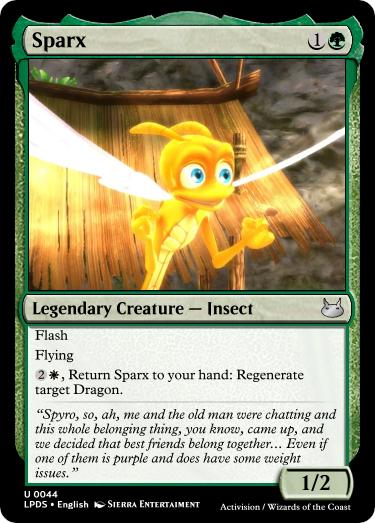 Sparx 1
Legendary Creature — Insect
Flash
Flying
2, Return Sparx to your hand: Regenerate
target Dragon.
“Spyro, so, ah, me and the old man were chatting and
this whole belonging thing, you know, came up, and
we decided that best friends belong together... Even if
one of them is purple and does have some weight
issues.”
1/2
U 0044
LPDS • English Sierra Entertaiment
Activision / Wizards of the Coast